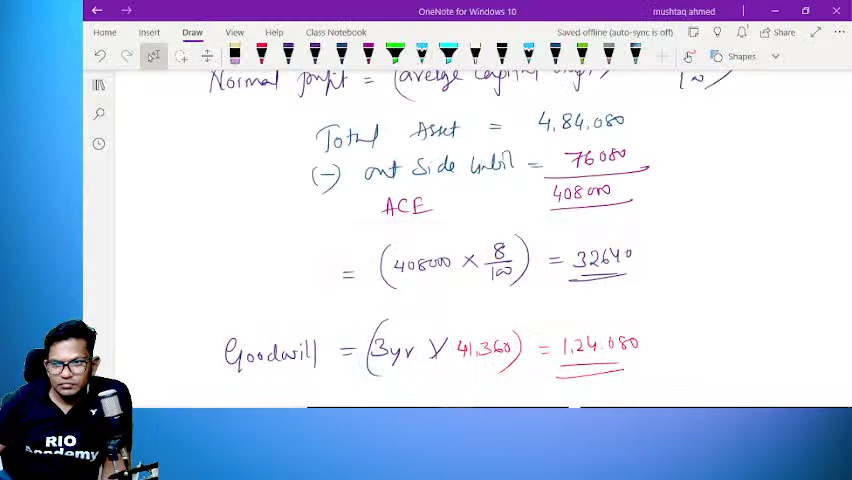 OneNote for Windows 10
mushtaq ahmed
Home Insert Draw View Help Class Notebook
Saved offline (auto-sync is off)
Share
Shapes
Normal profit = (averge capital
100)
Total Asset = 4,84,080
(-) out side Liabil = 76080
408000
ACE
= (408000 × 8/100) = 32640
Goodwill = (3yr × 41,360) = 1,24,080
RIO
Academy